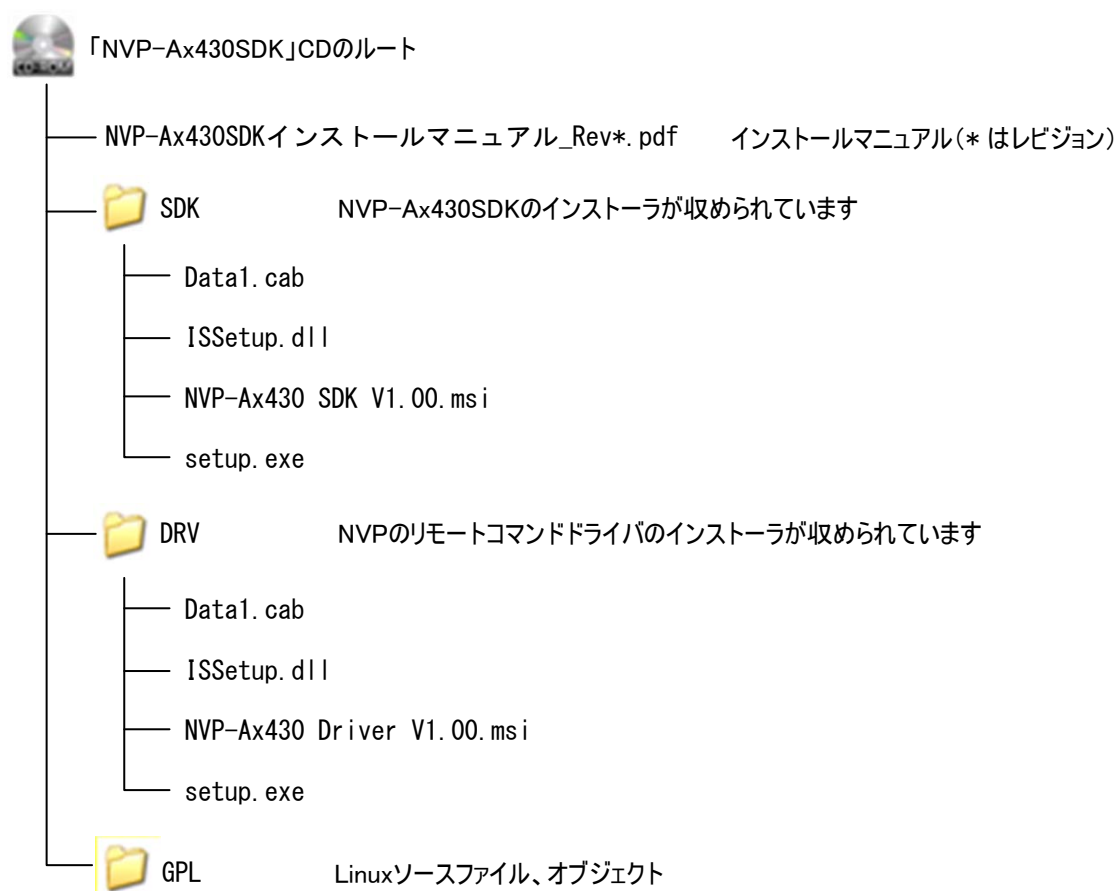 CD-ROM
「NVP-Ax430SDK」CDのルート
NVP-Ax430SDKインストールマニュアル_Rev*.pdf インストールマニュアル(* はレビジョン)
SDK NVP-Ax430SDKのインストーラが収められています
Data1.cab
ISSetup.dll
NVP-Ax430 SDK V1.00.msi
setup.exe
DRV NVPのリモートコマンドドライバのインストーラが収められています
Data1.cab
ISSetup.dll
NVP-Ax430 Driver V1.00.msi
setup.exe
GPL Linuxソースファイル、オブジェクト